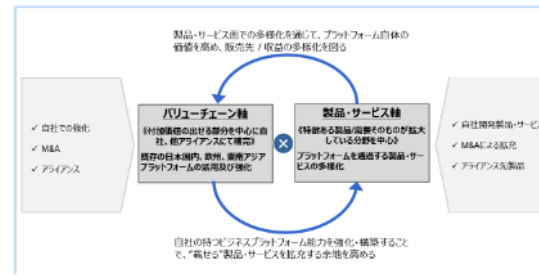 製品・サービス面での多様化を通じて、プラットフォーム自体の
価値を高め、販売先 / 収益の多様化を図る
✓ 自社での強化
✓ M&A
✓ アライアンス
バリューチェーン軸
《付加価値の出せる部分を中心に自
社、他アライアンスにて補完》
既存の日本国内、欧州、東南アジア
プラットフォームの活用及び強化
製品・サービス軸
《特徴ある製品/需要そのものが拡大
している分野を中心》
プラットフォームを通過する製品・サー
ビスの多様化
✓ 自社開発製品・サービス
✓ M&Aによる拡充
✓ アライアンス先製品
自社の持つビジネスプラットフォーム能力を強化・構築すること
で、"載せる"製品・サービスを拡充する余地を高める